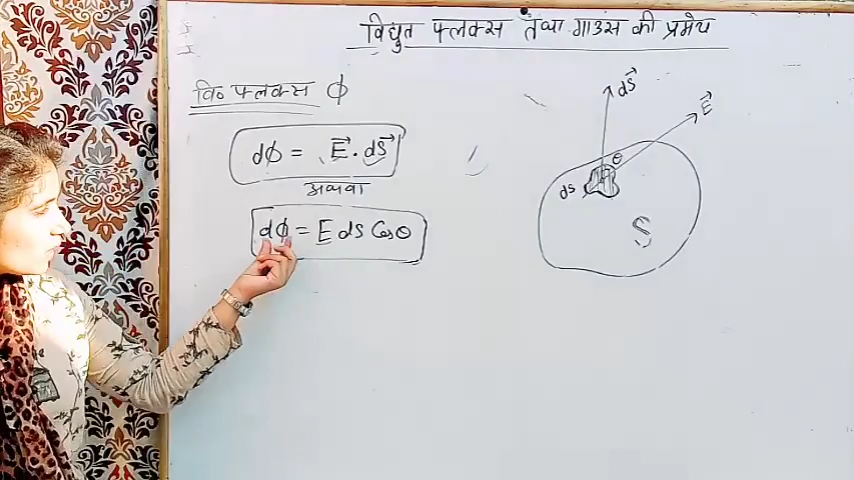 विद्युत फ्लक्स तथा गाउस की प्रमेय
वि० फ्लक्स ϕ
dϕ = E⃗ . dS⃗
अथवा
dϕ = E ds Cosθ
dS⃗
E⃗
θ
ds
S